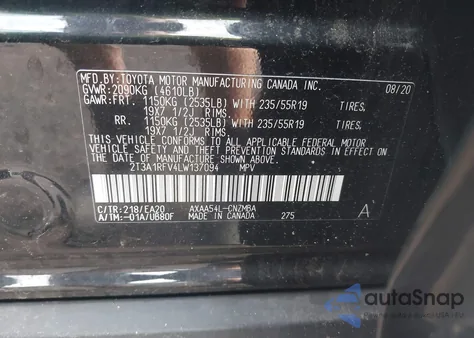 MFD.BY: TOYOTA MOTOR MANUFACTURING CANADA INC. 08/20
GVWR: 2090KG (4610LB)
GAWR: FRT. 1150KG (2535LB) WITH 235/55R19 TIRES,
19X7 1/2J RIMS,
RR. 1150KG (2535LB) WITH 235/55R19 TIRES,
19X7 1/2J RIMS,
THIS VEHICLE CONFORMS TO ALL APPLICABLE FEDERAL MOTOR
VEHICLE SAFETY BUMPER, AND THEFT PREVENTION STANDARDS IN
EFFECT ON THE DATE OF MANUFACTURE SHOWN ABOVE.
2T3A1RFV4LW137094 MPV
C/TR: 218/EA20 AXAA54L-CNZMBA A
A/TM: -01A/UB80F MADE IN CANADA 275
autoSnap